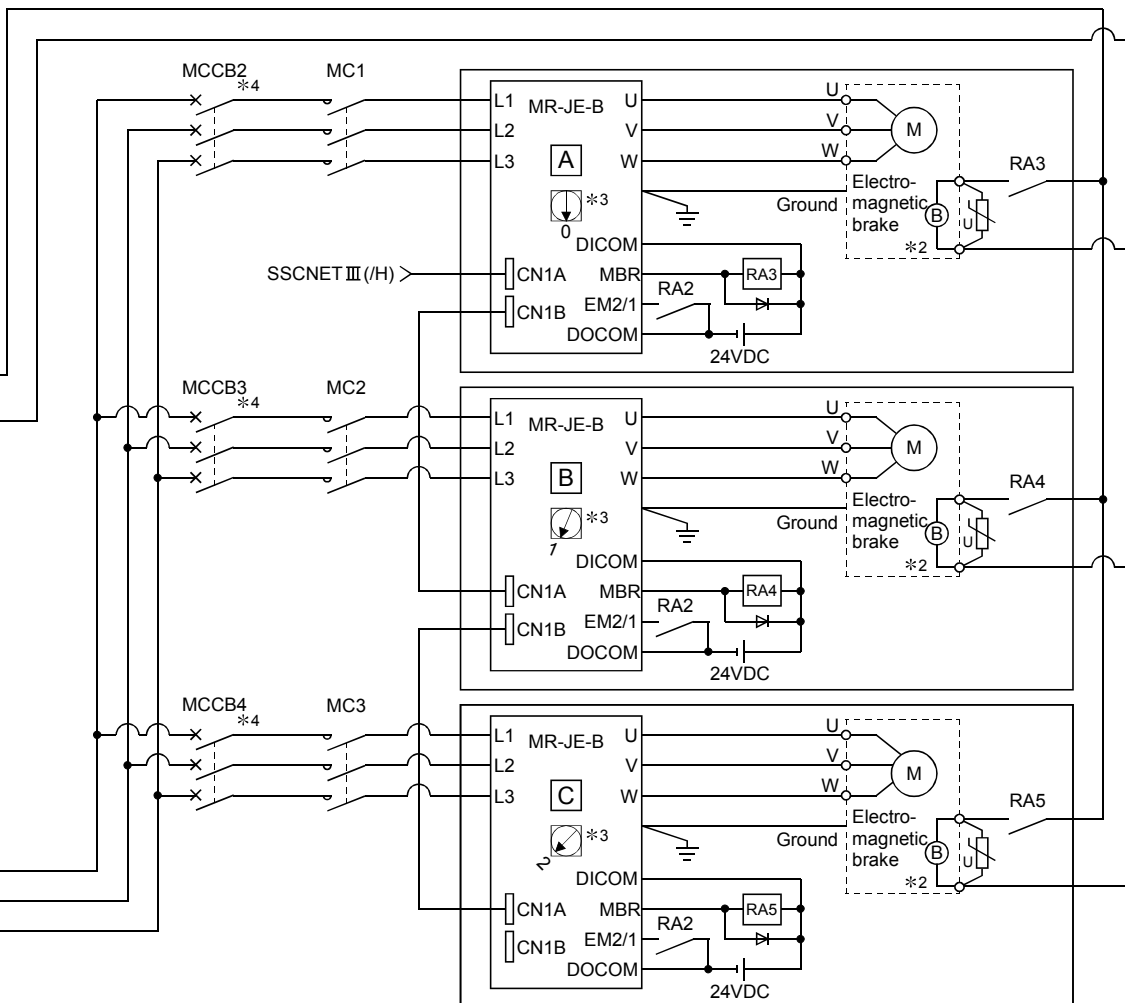 MCCB2
*4
MC1
L1
MR-JE-B
U
L2
V
L3
W
A
*3
0
U
V
W
M
Ground
Electro-
magnetic
brake
*2
B
U
RA3
DICOM
MBR
RA3
EM2/1
RA2
DOCOM
24VDC
SSCNETⅢ(/H)
CN1A
CN1B
MCCB3
*4
MC2
L1
MR-JE-B
U
L2
V
L3
W
B
*3
1
U
V
W
M
Ground
Electro-
magnetic
brake
*2
B
U
RA4
DICOM
MBR
RA4
EM2/1
RA2
DOCOM
24VDC
CN1A
CN1B
MCCB4
*4
MC3
L1
MR-JE-B
U
L2
V
L3
W
C
*3
2
U
V
W
M
Ground
Electro-
magnetic
brake
*2
B
U
RA5
DICOM
MBR
RA5
EM2/1
RA2
DOCOM
24VDC
CN1A
CN1B